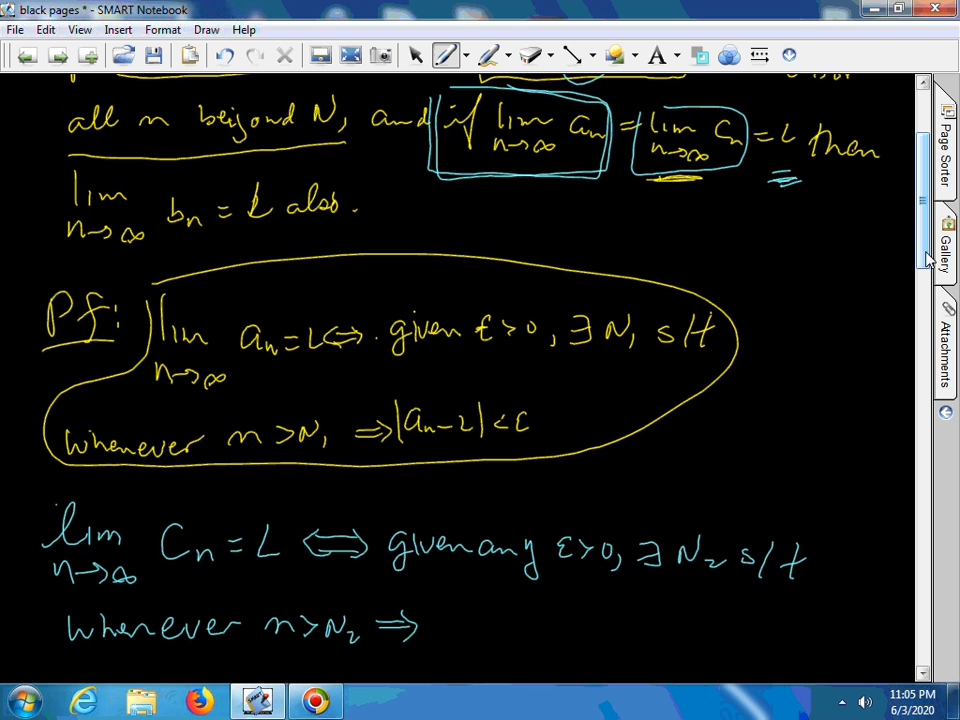 black pages * - SMART Notebook
File Edit View Insert Format Draw Help
all n beyond N, and if lim n→∞ an = lim n→∞ cn = L then
lim n→∞ bn = L also.
Pf: lim n→∞ an = L ⇔ given ε > 0, ∃ N1 s/t
whenever n > N1 ⇒ |an - L| < ε
lim n→∞ Cn = L ⇔ given any ε > 0, ∃ N2 s/t
whenever n > N2 ⇒
Page Sorter
Gallery
Attachments
11:05 PM
6/3/2020